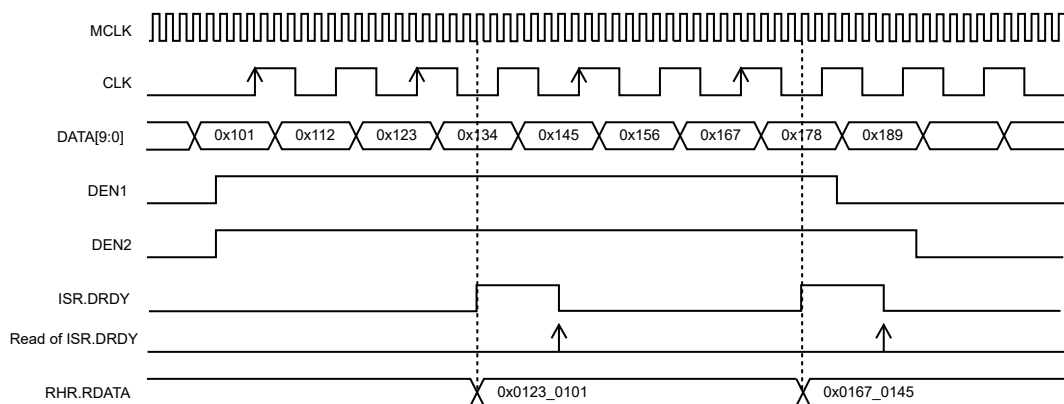 MCLK
CLK
DATA[9:0] 0x101 0x112 0x123 0x134 0x145 0x156 0x167 0x178 0x189
DEN1
DEN2
ISR.DRDY
Read of ISR.DRDY
RHR.RDATA 0x0123_0101 0x0167_0145